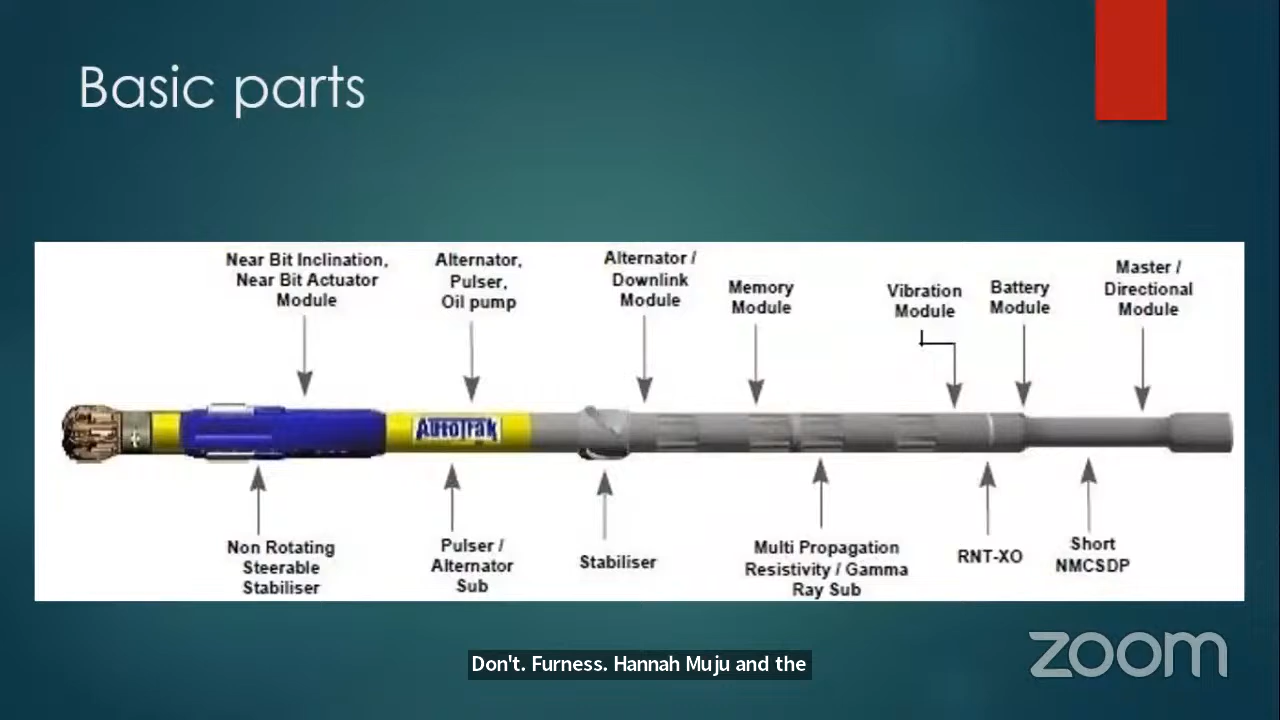 Basic parts
Near Bit Inclination,
Near Bit Actuator
Module
Alternator,
Pulser,
Oil pump
Alternator /
Downlink
Module
Memory
Module
Vibration
Module
Battery
Module
Master /
Directional
Module
AutoTrak
Non Rotating
Steerable
Stabiliser
Pulser /
Alternator
Sub
Stabiliser
Multi Propagation
Resistivity / Gamma
Ray Sub
RNT-XO
Short
NMCSDP
Don't. Furness. Hannah Muju and the
zoom